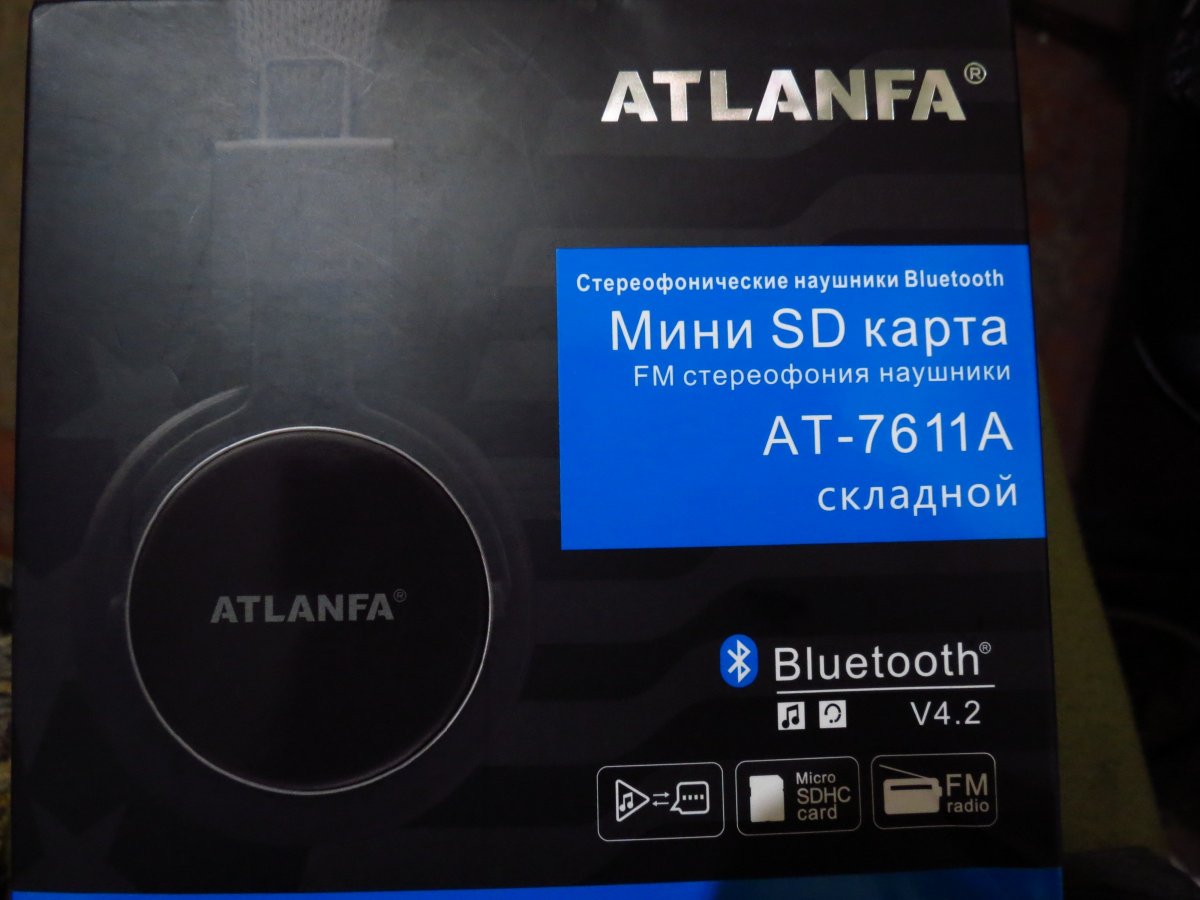 ATLANFA®
Стереофонические наушники Bluetooth
Мини SD карта
FM стереофония наушники
AT-7611A
складной
ATLANFA®
Bluetooth®
V4.2
Micro
SDHC
card
FM
radio